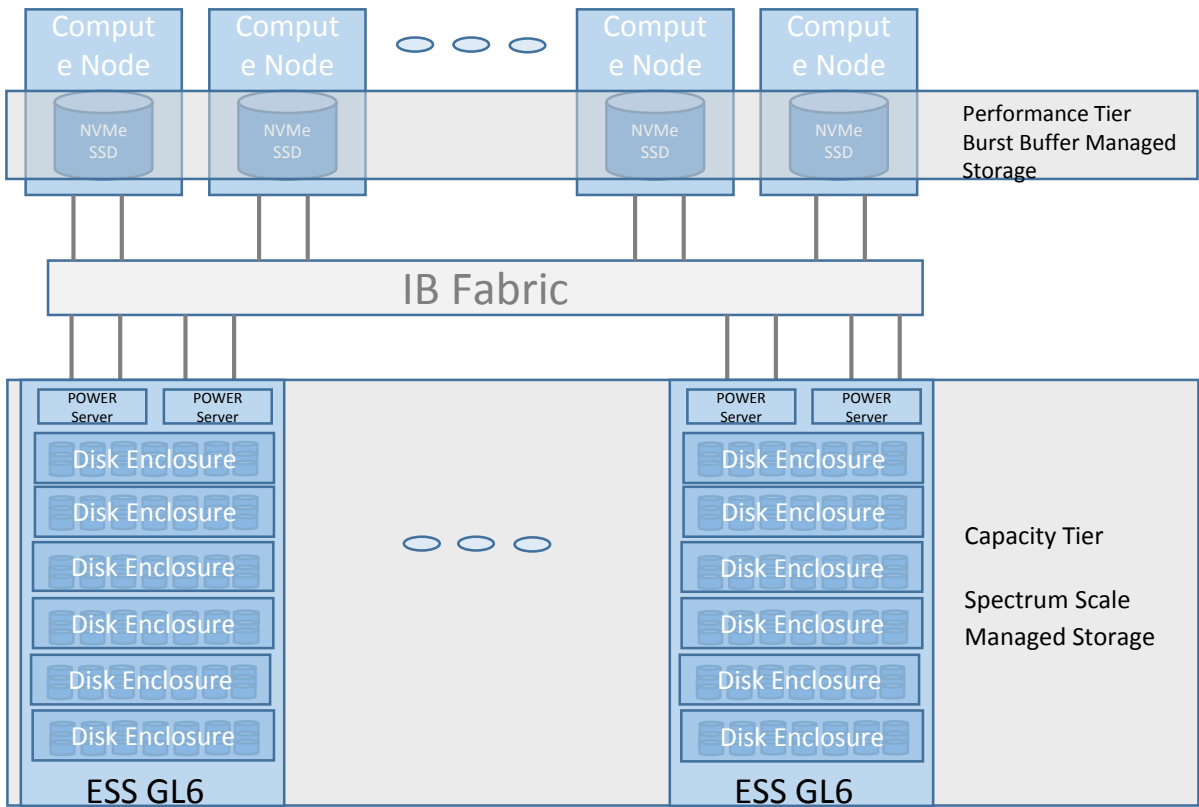 Comput
e Node
Comput
e Node
Comput
e Node
Comput
e Node
NVMe
SSD
NVMe
SSD
NVMe
SSD
NVMe
SSD
Performance Tier
Burst Buffer Managed
Storage
IB Fabric
POWER
Server
POWER
Server
POWER
Server
POWER
Server
Disk Enclosure
Disk Enclosure
Disk Enclosure
Disk Enclosure
Disk Enclosure
Disk Enclosure
ESS GL6
Disk Enclosure
Disk Enclosure
Disk Enclosure
Disk Enclosure
Disk Enclosure
Disk Enclosure
ESS GL6
Capacity Tier
Spectrum Scale
Managed Storage